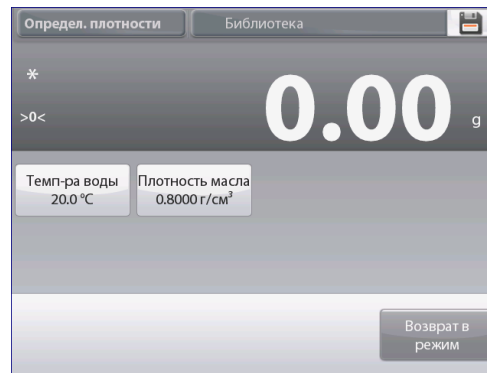 Определ. плотности
Библиотека
*
>0<
0.00 g
Темп-ра воды
20.0 °C
Плотность масла
0.8000 г/см³
Возврат в
режим